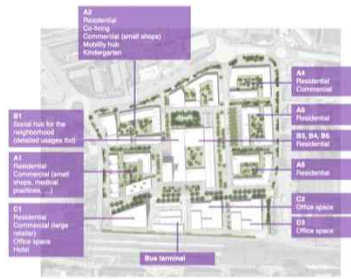 A2
Residential
Co-living
Commercial (small shops)
Mobility hub
Kindergarten
B1
Social hub for the
neighborhood
(detailed usages tbd)
A1
Residential
Commercial (small
shops, medical
practices, ...)
C1
Residential
Commercial (large
retailer)
Office space
Hotel
Bus terminal
A4
Residential
Commercial
Residential
B3, B4, B5
Residential
Residential
C2
Office space
C3
Office space